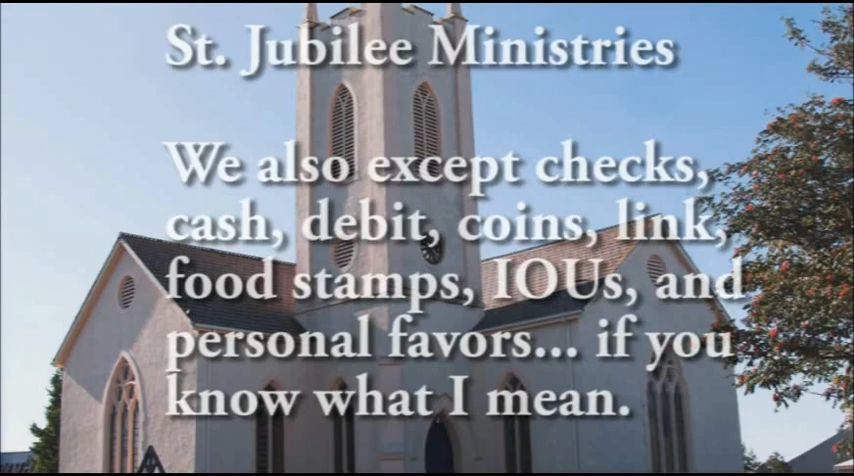 St. Jubilee Ministries
We also except checks,
cash, debit, coins, link,
food stamps, IOUs, and
personal favors... if you
know what I mean.